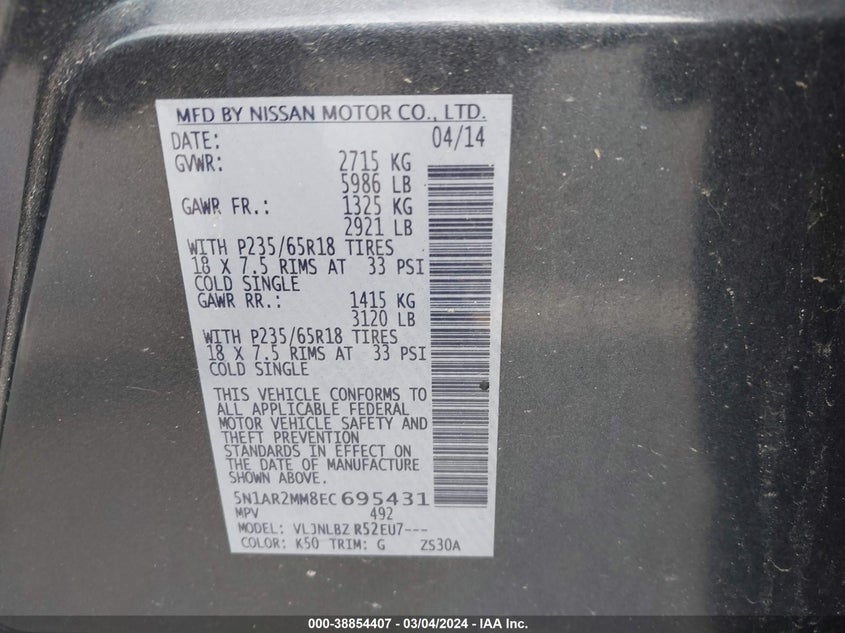 MFD BY NISSAN MOTOR CO., LTD.
DATE: 04/14
GVWR: 2715 KG
5986 LB
GAWR FR.: 1325 KG
2921 LB
WITH P235/65R18 TIRES
18 X 7.5 RIMS AT 33 PSI
COLD SINGLE
GAWR RR.: 1415 KG
3120 LB
WITH P235/65R18 TIRES
18 X 7.5 RIMS AT 33 PSI
COLD SINGLE
THIS VEHICLE CONFORMS TO
ALL APPLICABLE FEDERAL
MOTOR VEHICLE SAFETY AND
THEFT PREVENTION
STANDARDS IN EFFECT ON
THE DATE OF MANUFACTURE
SHOWN ABOVE.
5N1AR2MM8EC695431
MPV 492
MODEL: VLJNLBZ R52EU7---
COLOR: K50 TRIM: G ZS30A
000-38854407 - 03/04/2024 - IAA Inc.